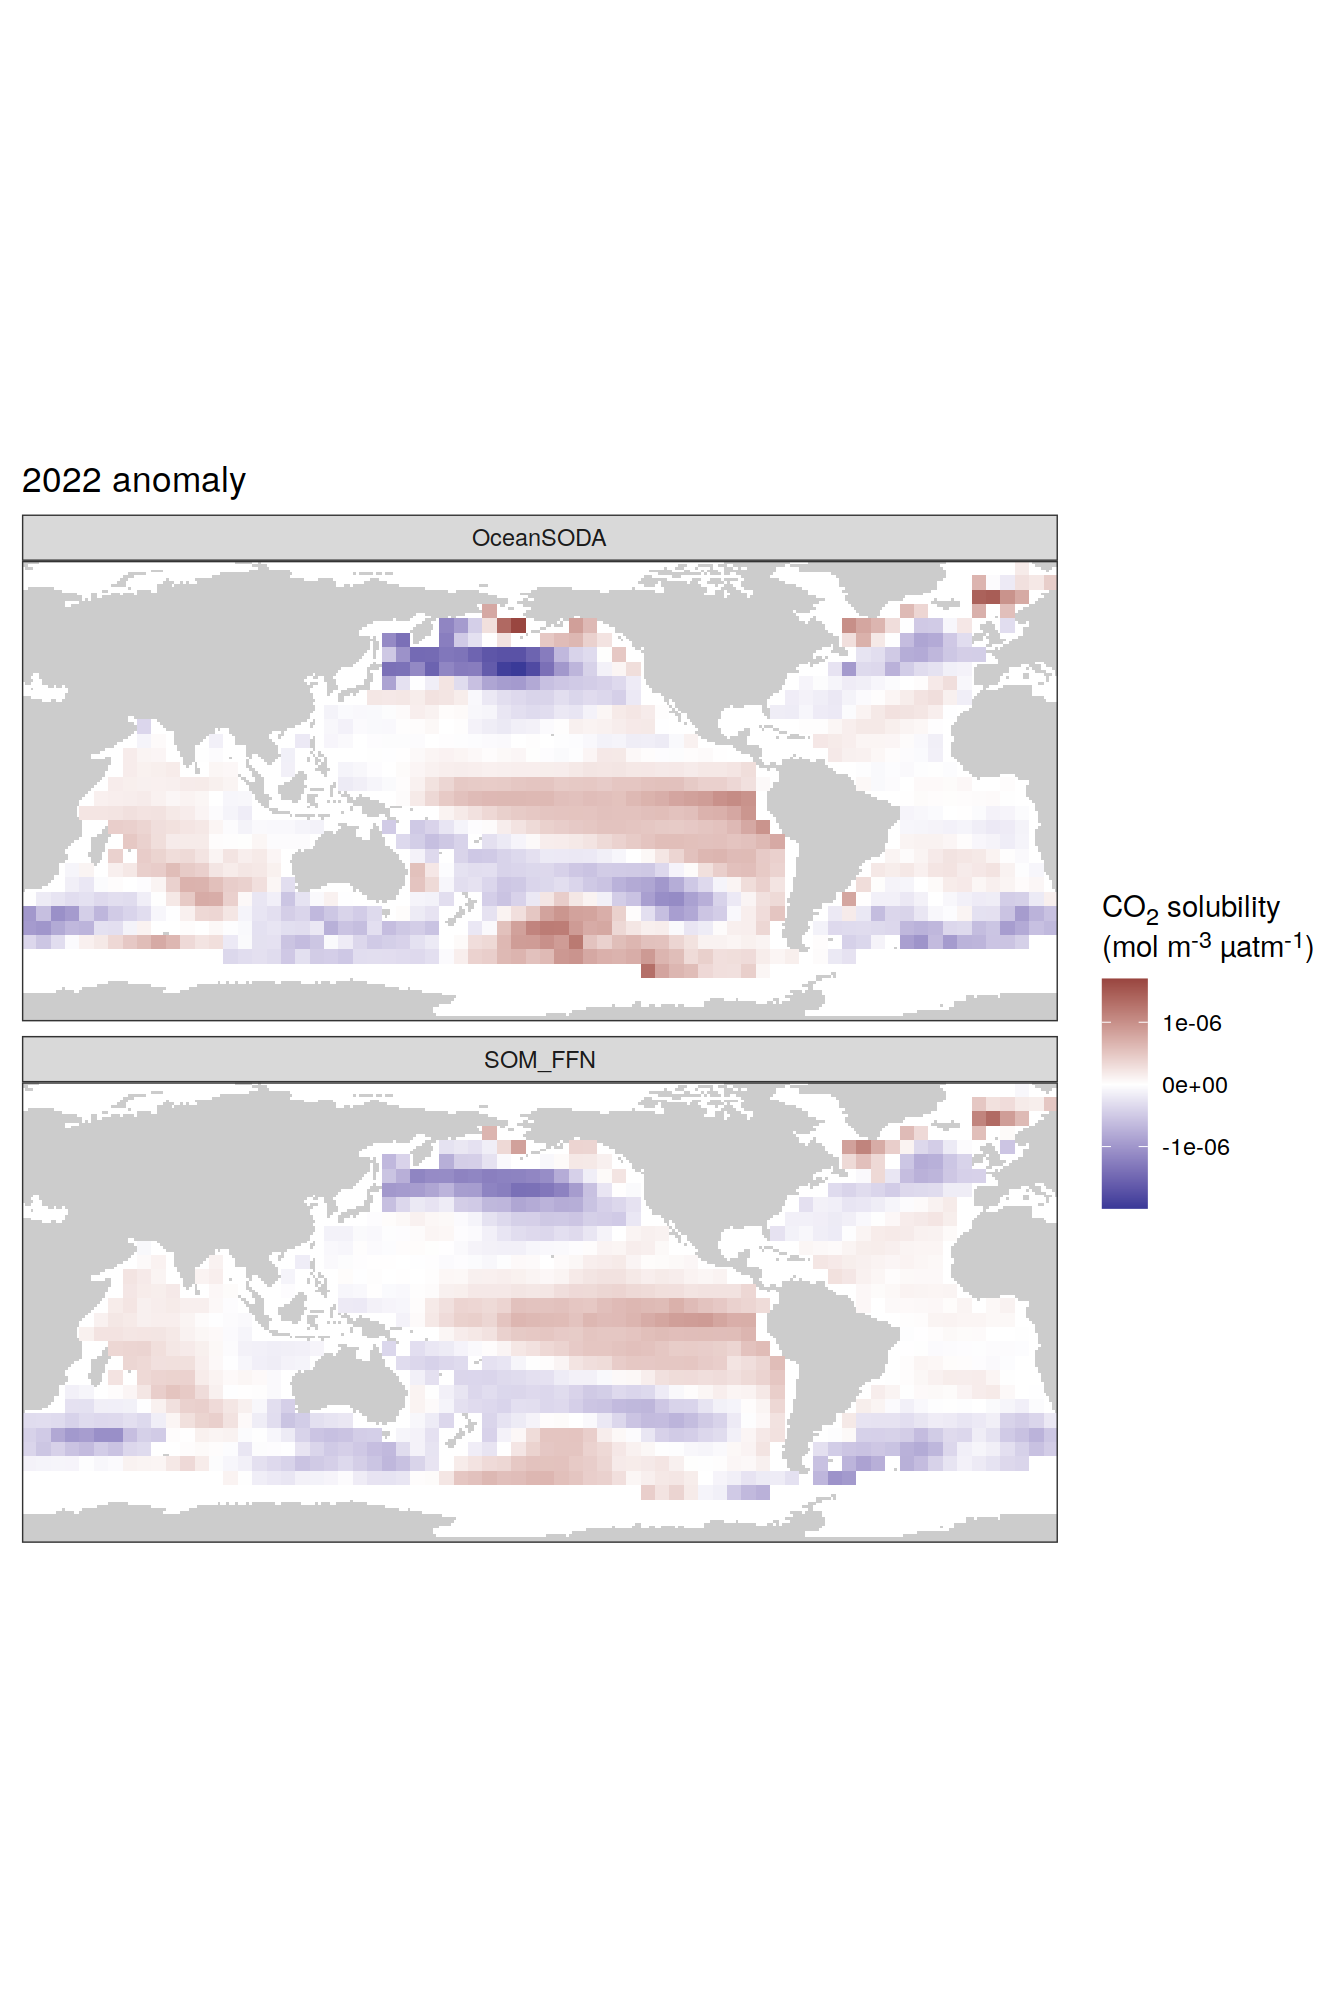 2022 anomaly
OceanSODA
SOM_FFN
CO₂ solubility
(mol m⁻³ µatm⁻¹)
1e-06
0e+00
-1e-06